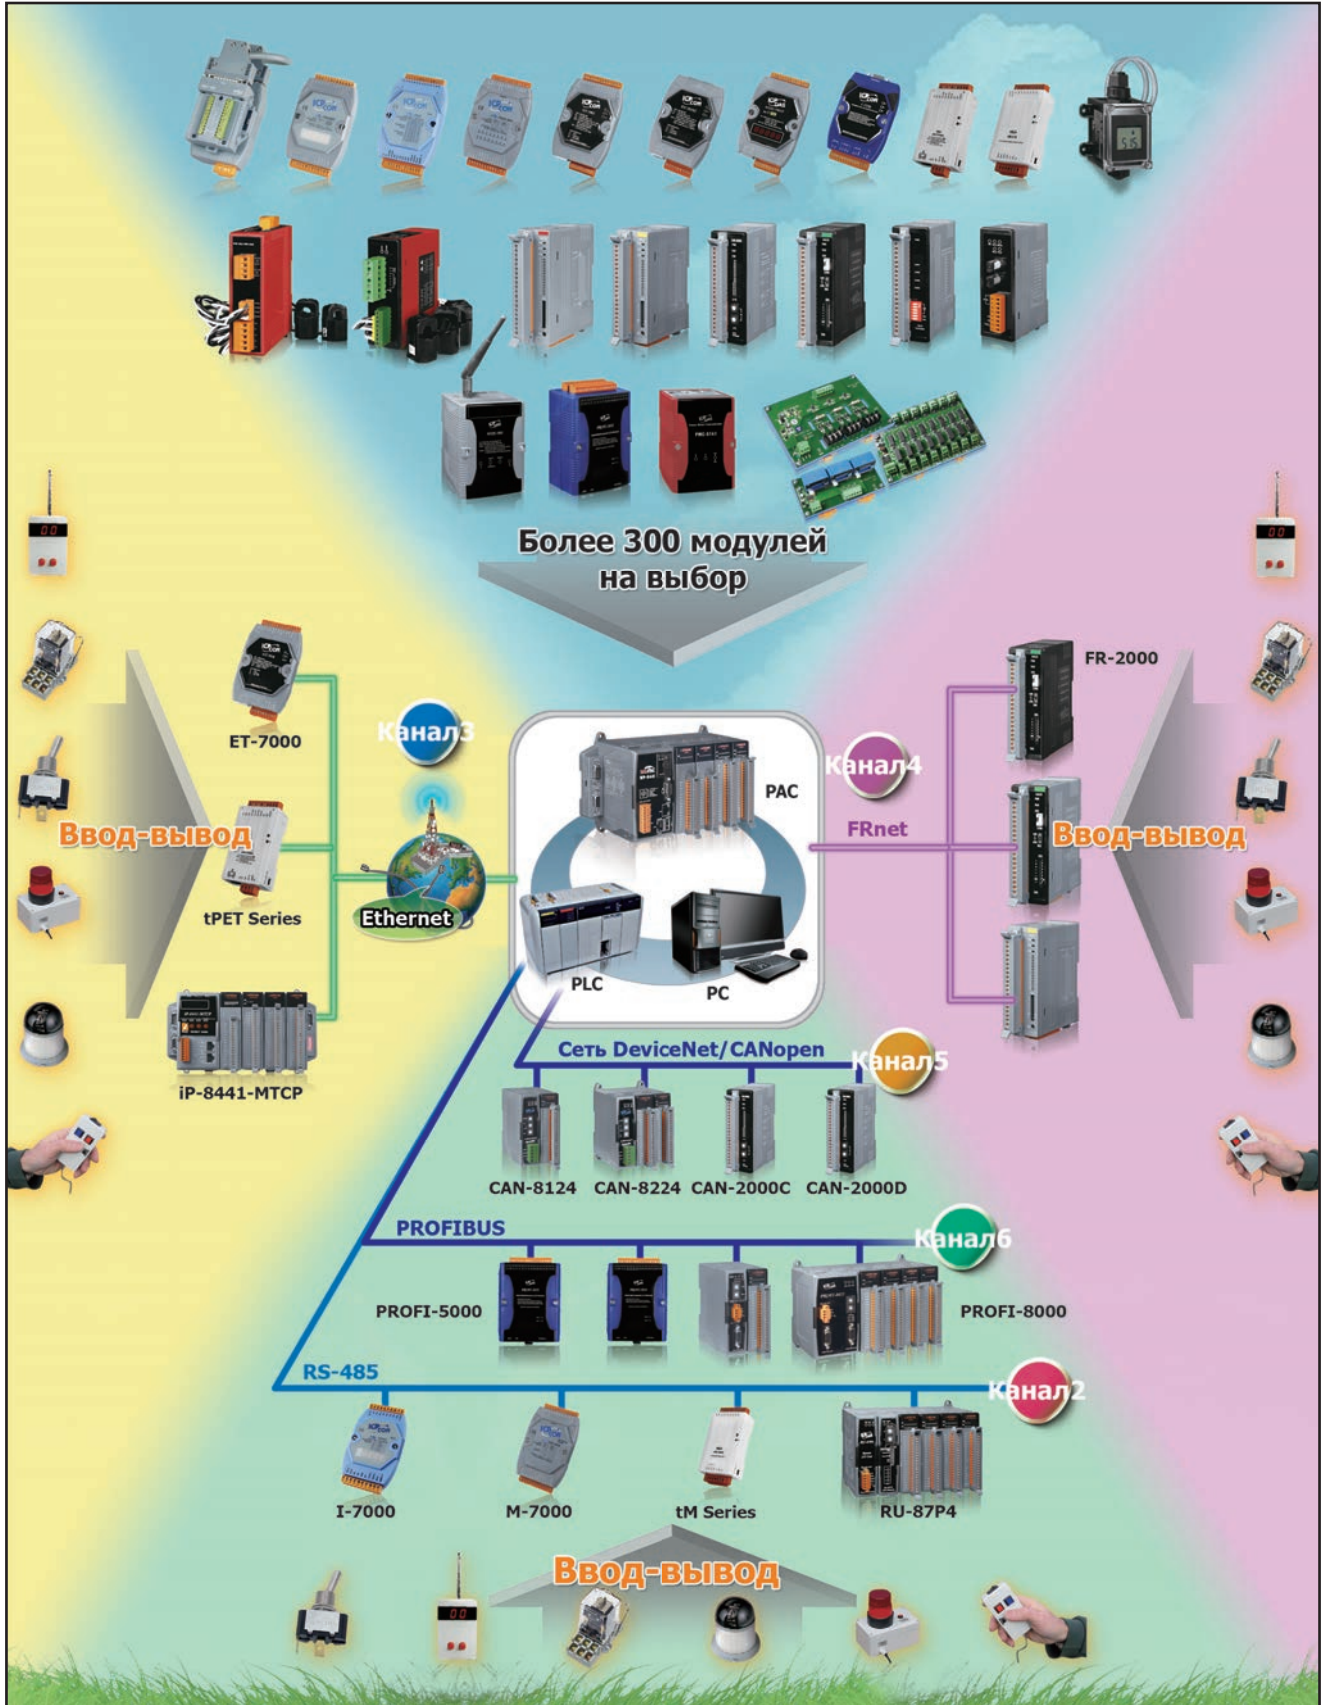 Более 300 модулей
на выбор
FR-2000
ET-7000
Канал3
PAC
Канал4
FRnet
Ввод-вывод
Ввод-вывод
tPET Series
Ethernet
PLC
PC
Сеть DeviceNet/CANopen
Канал5
iP-8441-MTCP
CAN-8124
CAN-8224
CAN-2000C
CAN-2000D
PROFIBUS
Канал6
PROFI-5000
PROFI-8000
RS-485
Канал2
I-7000
M-7000
tM Series
RU-87P4
Ввод-вывод